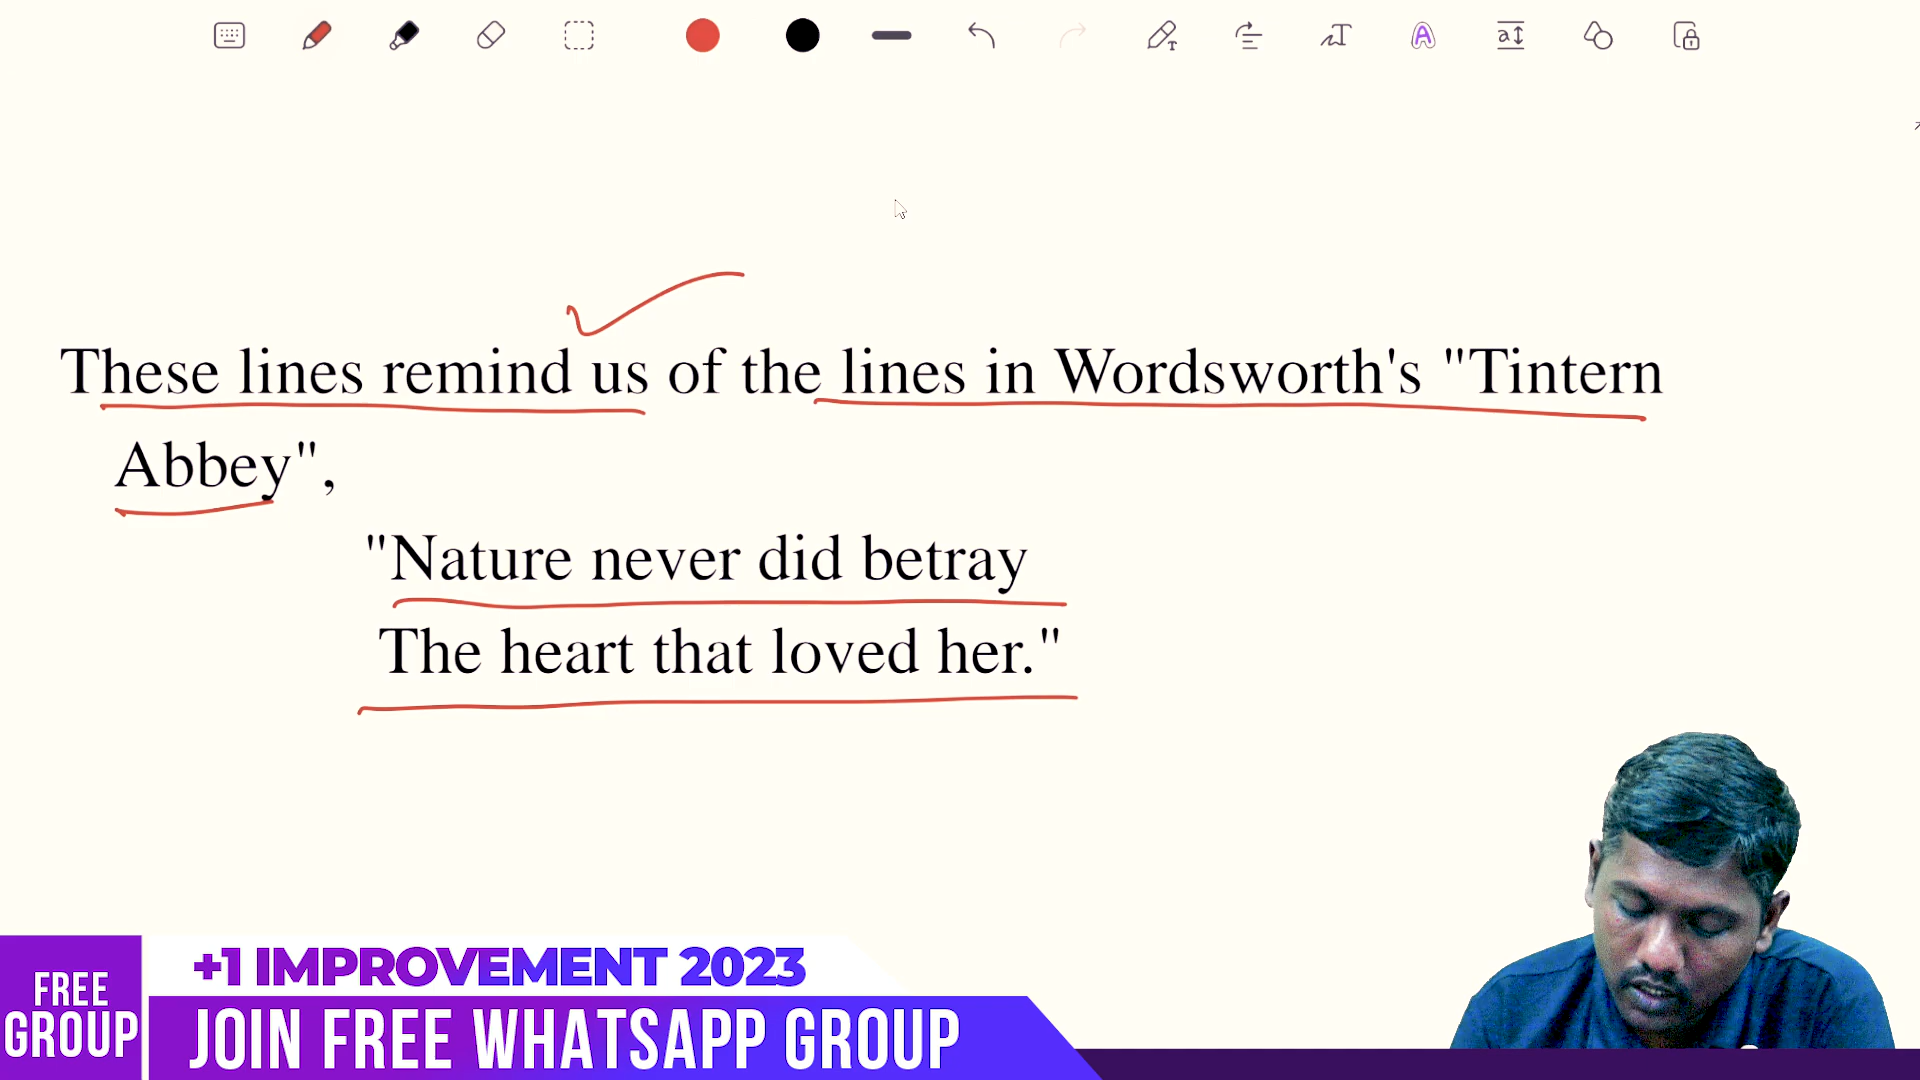 These lines remind us of the lines in Wordsworth's "Tintern
Abbey",
"Nature never did betray
The heart that loved her."
+1 IMPROVEMENT 2023
FREE
GROUP
JOIN FREE WHATSAPP GROUP